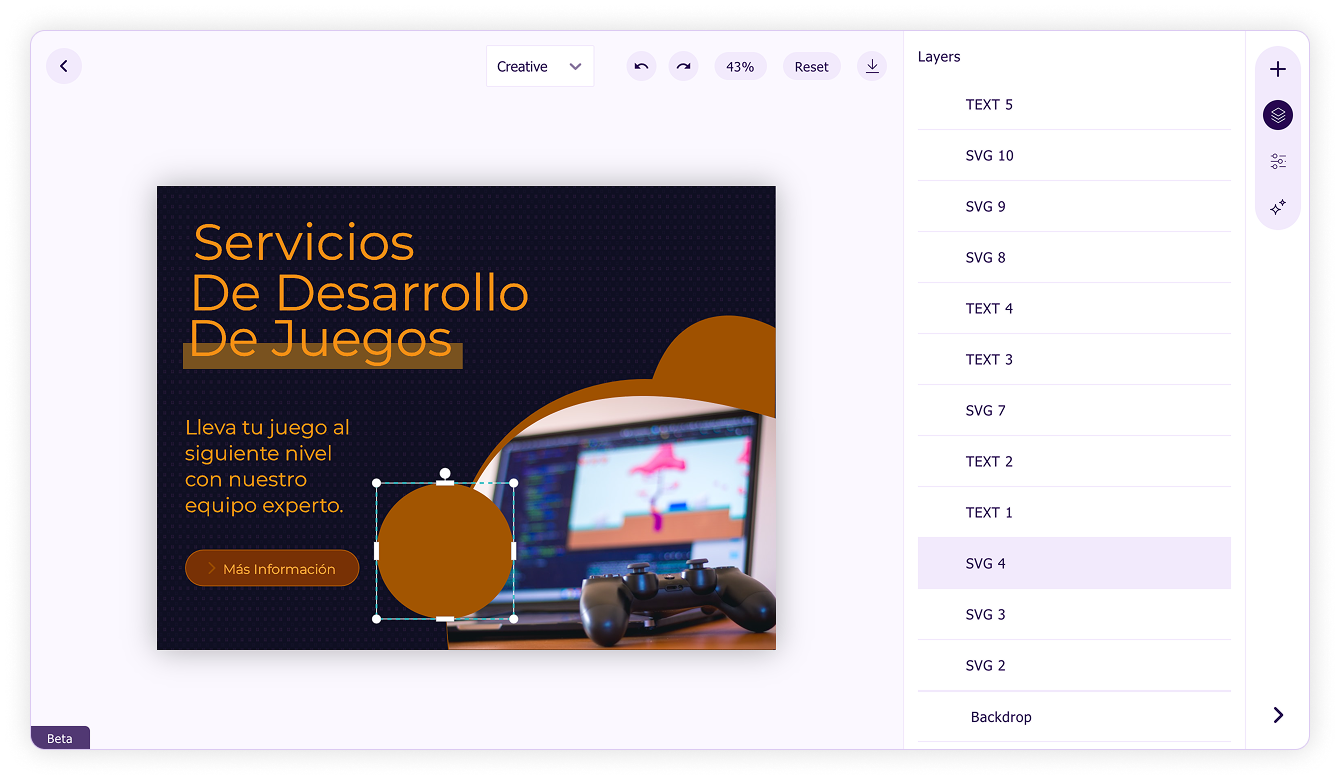 Creative
43%
Reset
Layers
TEXT 5
SVG 10
SVG 9
SVG 8
TEXT 4
TEXT 3
SVG 7
TEXT 2
TEXT 1
SVG 4
SVG 3
SVG 2
Backdrop
Servicios
De Desarrollo
De Juegos
Lleva tu juego al
siguiente nivel
con nuestro
equipo experto.
Más Información
Beta